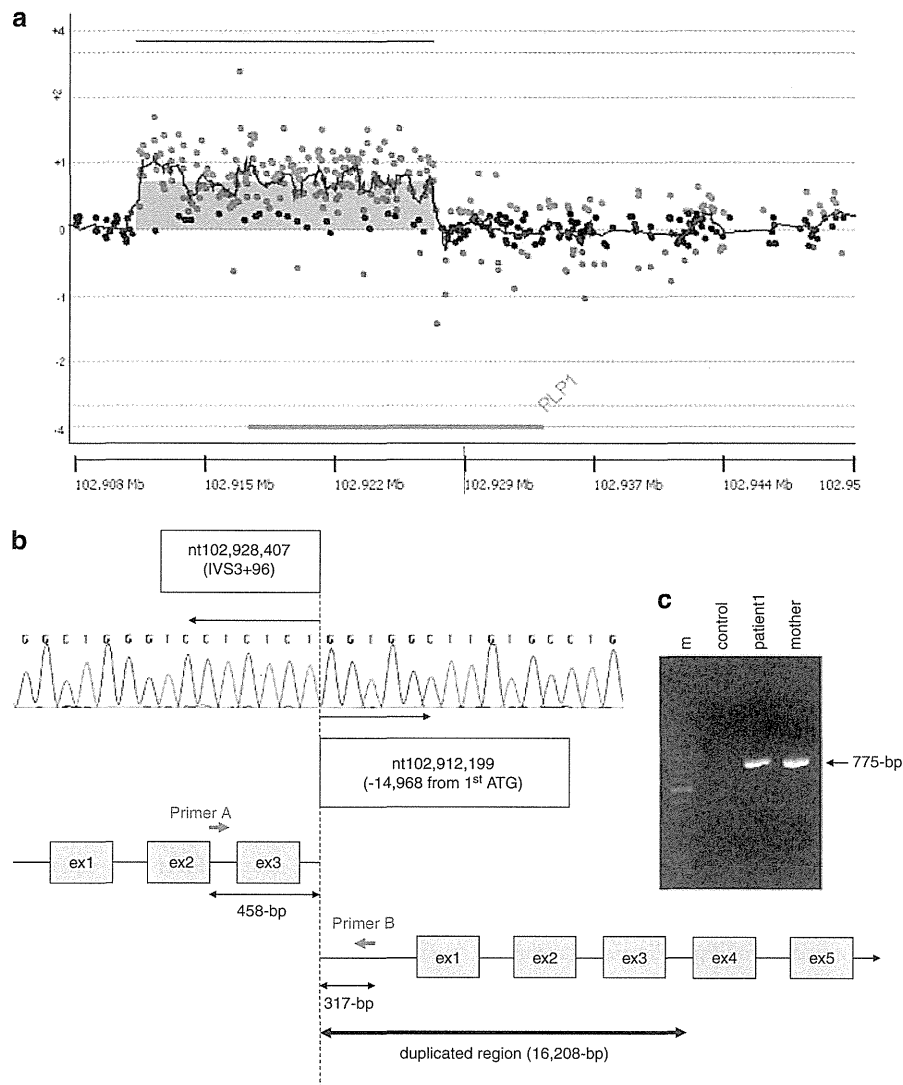 a
+4
+2
+1
0
-1
-2
-4
PLP1
102.908 Mb 102.915 Mb 102.922 Mb 102.929 Mb 102.937 Mb 102.944 Mb 102.95
b
nt102,928,407
(IVS3+96)
G G C T G G G T C C T C T C T G G T G G C T T G T G C C T G
nt102,912,199
(-14,968 from 1st ATG)
Primer A
ex1 ex2 ex3
458-bp
Primer B
ex1 ex2 ex3 ex4 ex5
317-bp
duplicated region (16,208-bp)
c
m
control
patient1
mother
775-bp